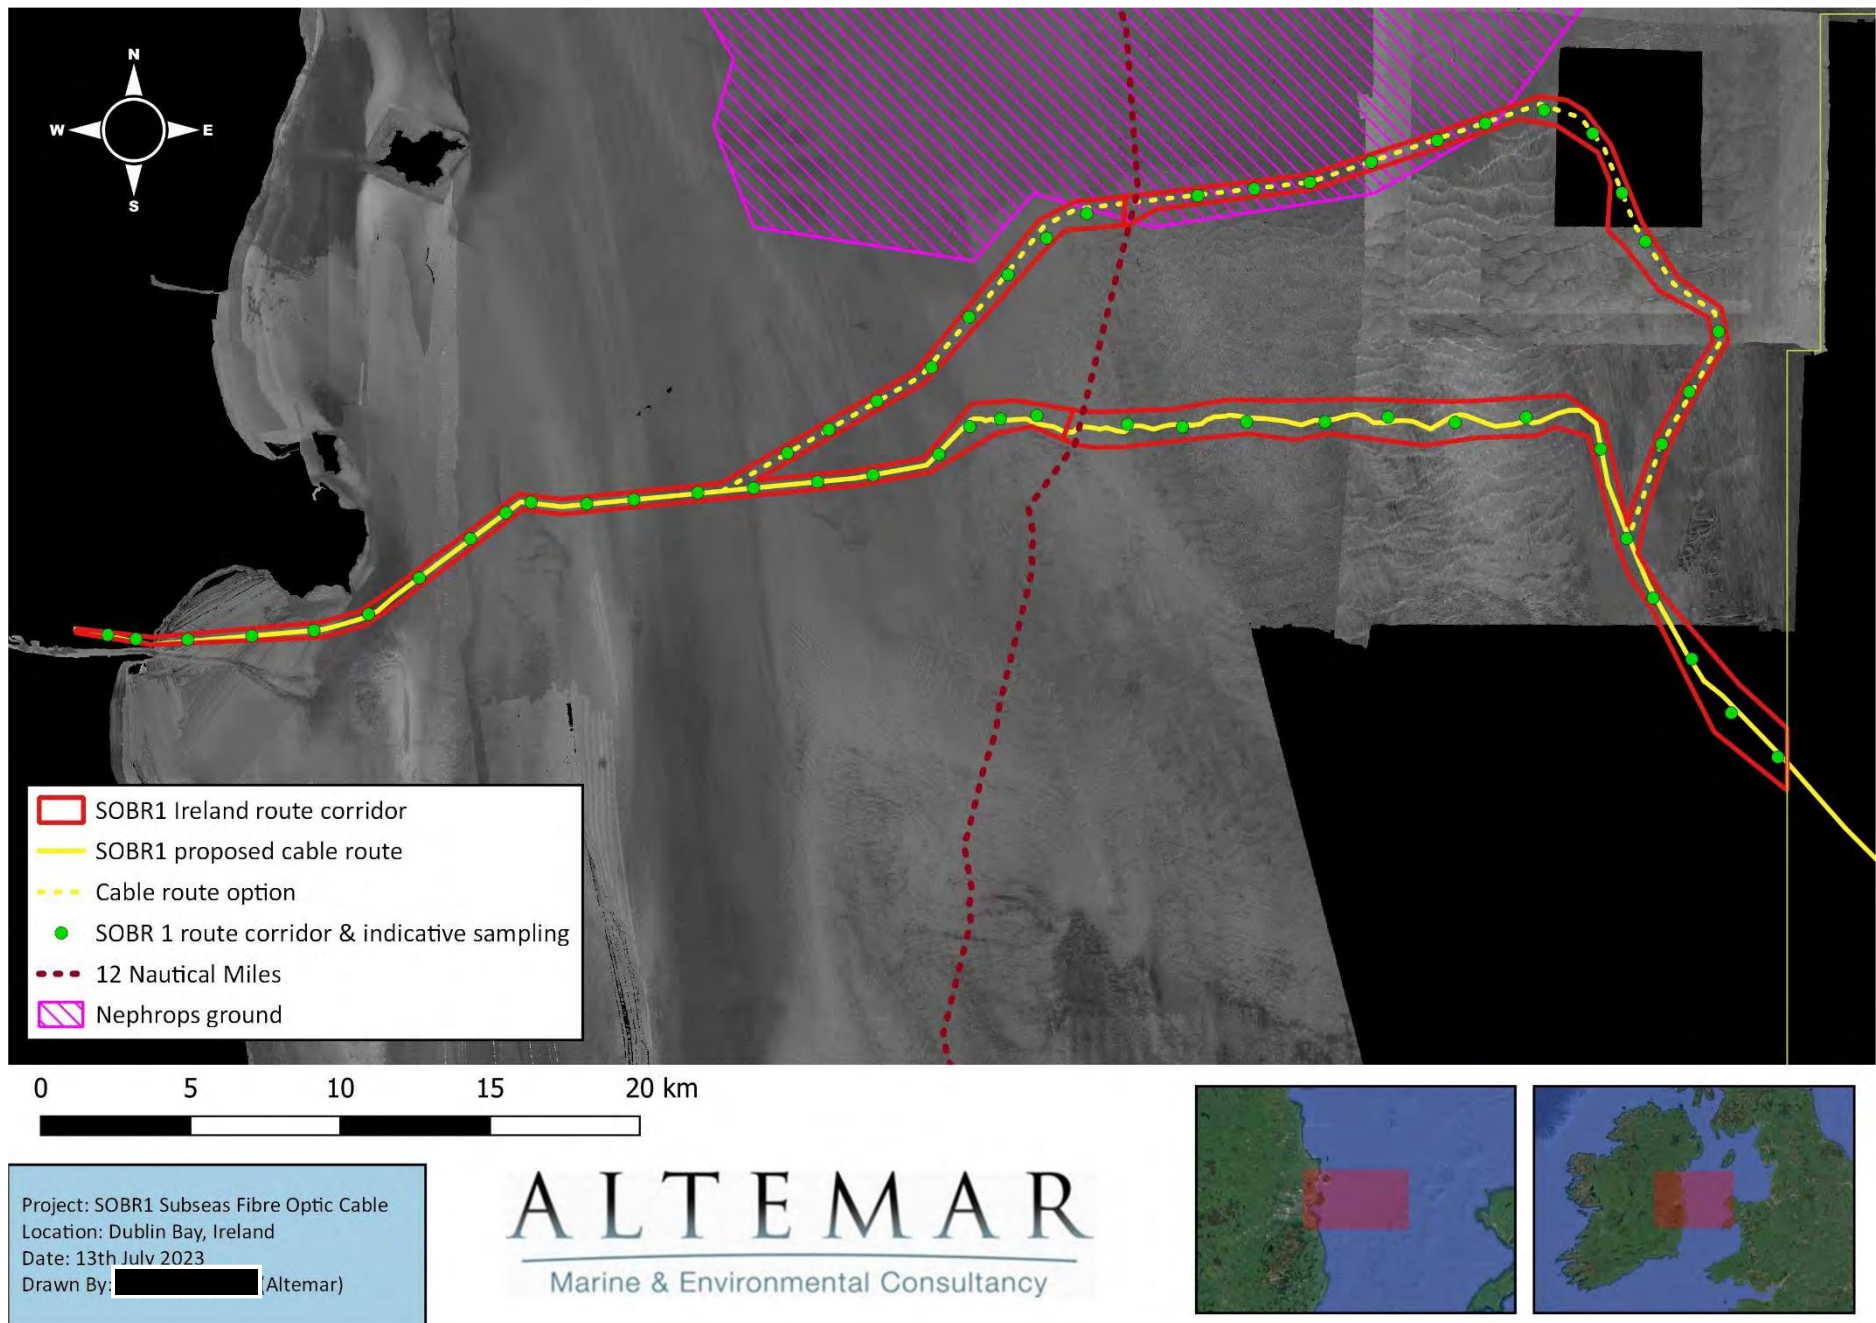 N
W E
S
SOBR1 Ireland route corridor
SOBR1 proposed cable route
Cable route option
SOBR 1 route corridor & indicative sampling
12 Nautical Miles
Nephrops ground
0 5 10 15 20 km
Project: SOBR1 Subseas Fibre Optic Cable
Location: Dublin Bay, Ireland
Date: 13th July 2023
Drawn By: (Altemar)
ALTEMAR
Marine & Environmental Consultancy